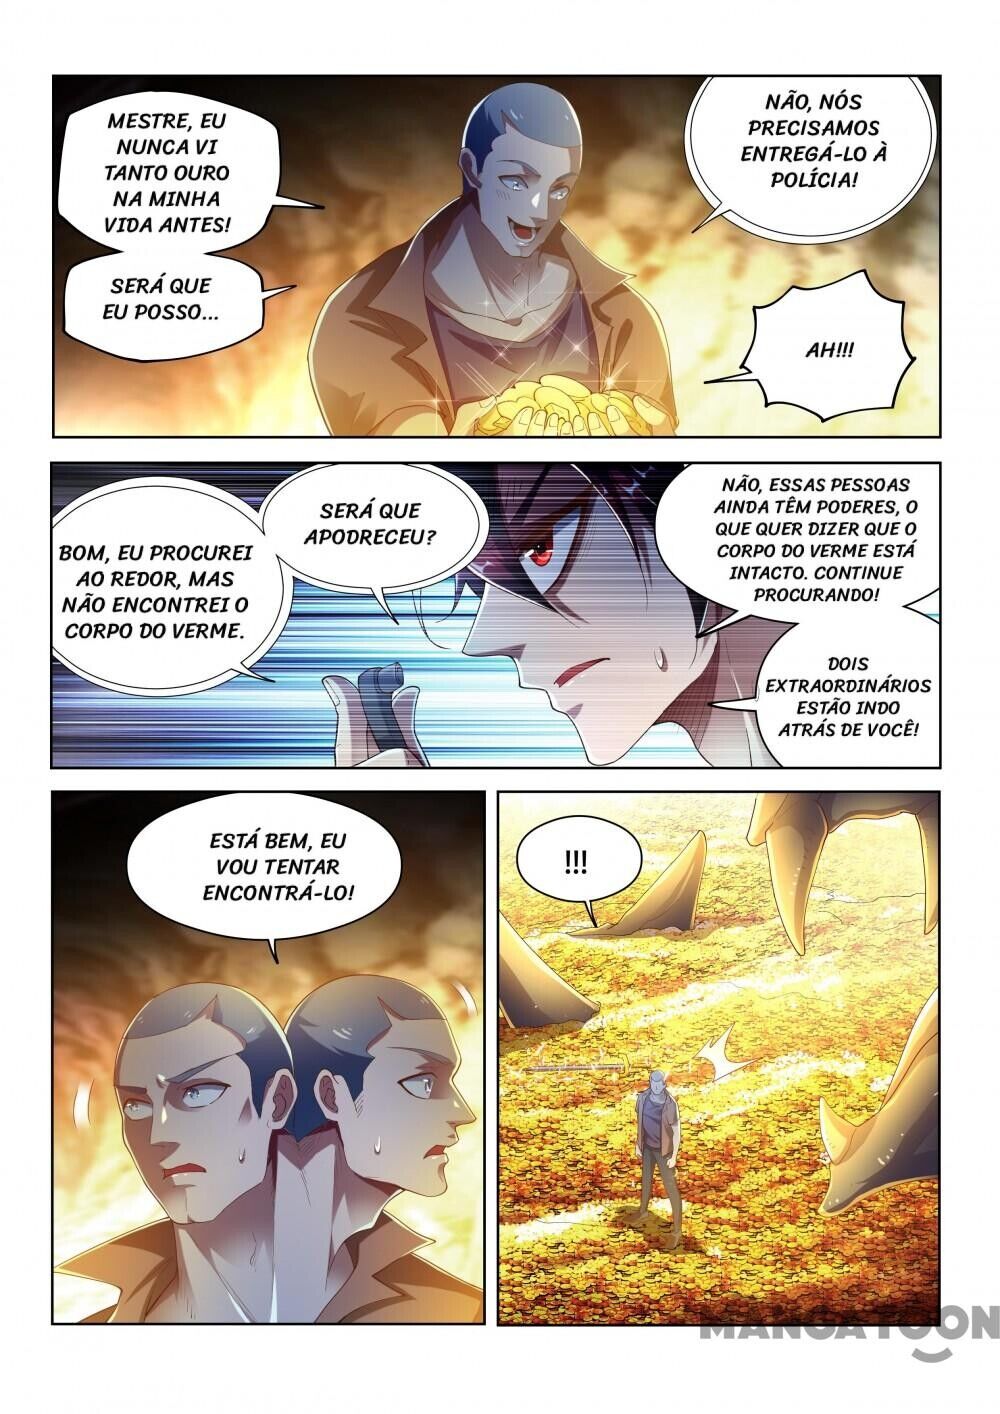 MESTRE, EU
NUNCA VI
TANTO OURO
NA MINHA
VIDA ANTES!
SERÁ QUE
EU POSSO...
NÃO, NÓS
PRECISAMOS
ENTREGÁ-LO À
POLÍCIA!
AH!!!
BOM, EU PROCUREI
AO REDOR, MAS
NÃO ENCONTREI O
CORPO DO VERME.
SERÁ QUE
APODRECEU?
NÃO, ESSAS PESSOAS
AINDA TÊM PODERES, O
QUE QUER DIZER QUE O
CORPO DO VERME ESTÁ
INTACTO. CONTINUE
PROCURANDO!
DOIS
EXTRAORDINÁRIOS
ESTÃO INDO
ATRÁS DE VOCÊ!
ESTÁ BEM, EU
VOU TENTAR
ENCONTRÁ-LO!
!!!
MANGATOON